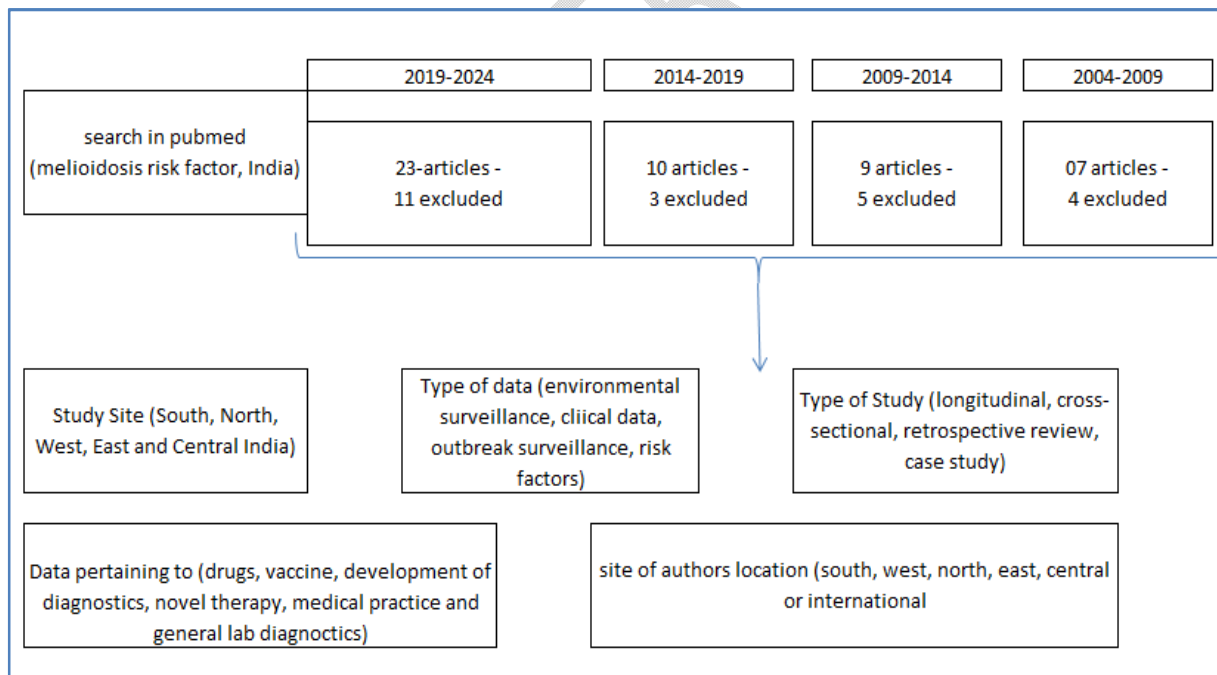 2019-2024
2014-2019
2009-2014
2004-2009
search in pubmed
(melioidosis risk factor, India)
23-articles -
11 excluded
10 articles -
3 excluded
9 articles -
5 excluded
07 articles -
4 excluded
Study Site (South, North,
West, East and Central India)
Type of data (environmental
surveillance, cliical data,
outbreak surveillance, risk
factors)
Type of Study (longitudinal, cross-
sectional, retrospective review,
case study)
Data pertaining to (drugs, vaccine, development of
diagnostics, novel therapy, medical practice and
general lab diagnoctics)
site of authors location (south, west, north, east, central
or international